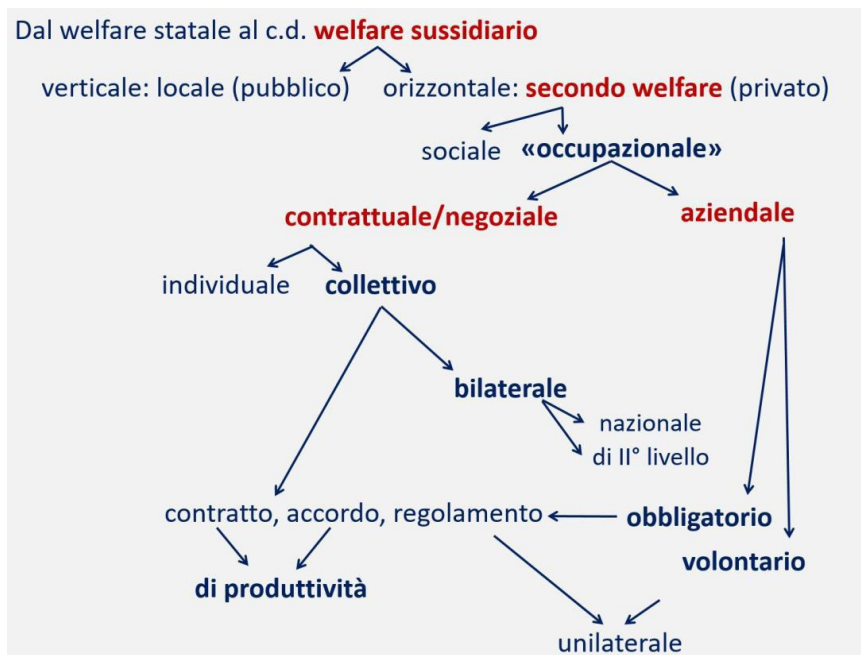 Dal welfare statale al c.d. welfare sussidiario
verticale: locale (pubblico) orizzontale: secondo welfare (privato)
sociale «occupazionale»
contrattuale/negoziale aziendale
individuale collettivo
bilaterale
nazionale
di II° livello
contratto, accordo, regolamento obbligatorio
volontario
di produttività
unilaterale